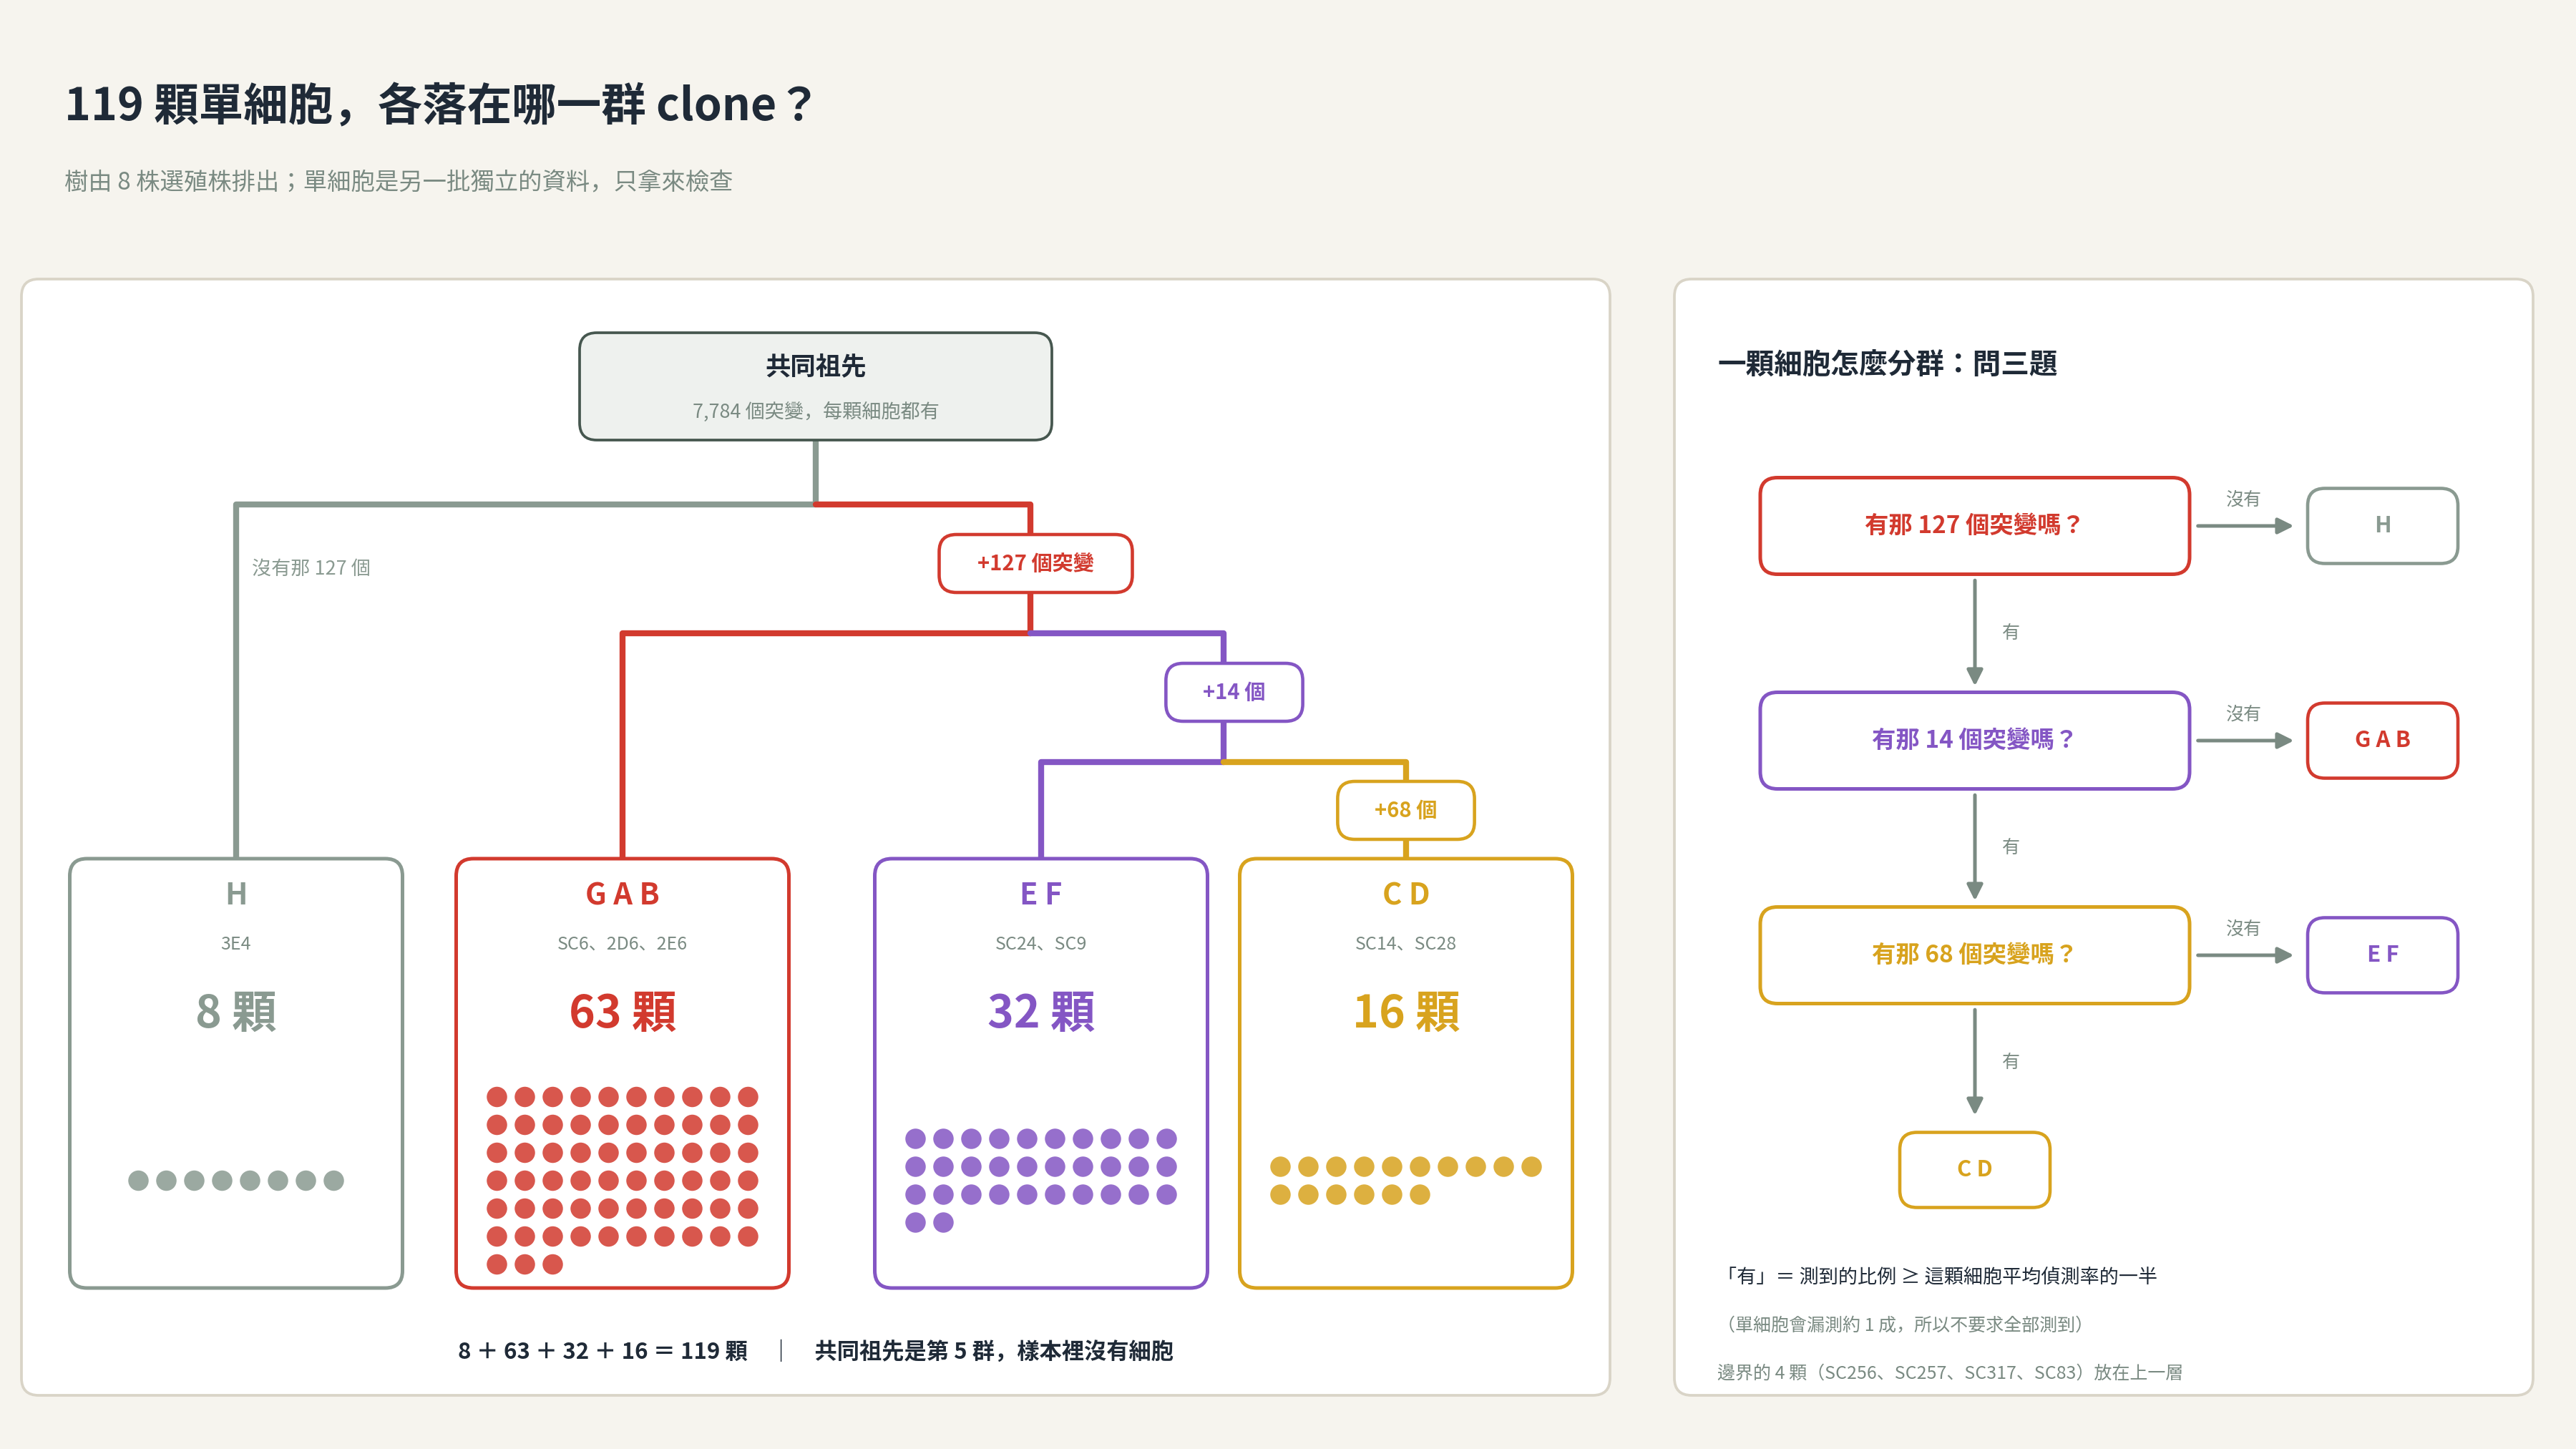 119 顆單細胞，各落在哪一群 clone？
樹由 8 株選殖株排出；單細胞是另一批獨立的資料，只拿來檢查
共同祖先
7,784 個突變，每顆細胞都有
沒有那 127 個
+127 個突變
+14 個
+68 個
H
3E4
8 顆
G A B
SC6、2D6、2E6
63 顆
E F
SC24、SC9
32 顆
C D
SC14、SC28
16 顆
8 ＋ 63 ＋ 32 ＋ 16 ＝ 119 顆 ｜ 共同祖先是第 5 群，樣本裡沒有細胞
一顆細胞怎麼分群：問三題
有那 127 個突變嗎？
沒有
H
有
有那 14 個突變嗎？
沒有
G A B
有
有那 68 個突變嗎？
沒有
E F
有
C D
「有」＝ 測到的比例 ≥ 這顆細胞平均偵測率的一半
（單細胞會漏測約 1 成，所以不要求全部測到）
邊界的 4 顆（SC256、SC257、SC317、SC83）放在上一層